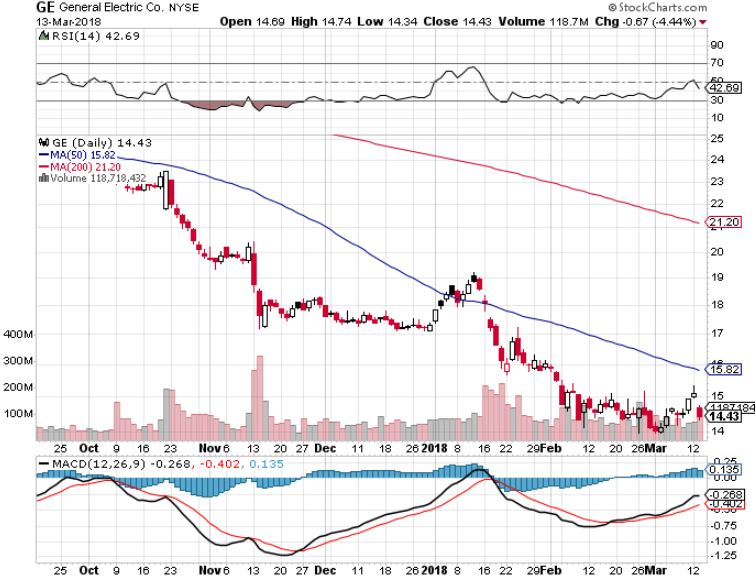 GE General Electric Co. NYSE © StockCharts.com
13-Mar-2018 Open 14.69 High 14.74 Low 14.34 Close 14.43 Volume 118.7M Chg -0.67 (-4.44%)
RSI(14) 42.69
90
70
50
42.69
30
10
GE (Daily) 14.43
MA(50) 15.82
MA(200) 21.20
Volume 118,718,432
25
24
23
22
21.20
21
20
19
18
17
16
15.82
15
14.43
14
400M
300M
200M
100M
25 Oct 9 16 23 Nov 6 13 20 27 Dec 11 18 26 2018 8 16 22 29 Feb 12 20 26 Mar 12
MACD(12,26,9) -0.268, -0.402, 0.135
0.25
0.135
0.00
-0.268
-0.402
-0.50
-0.75
-1.00
-1.25
25 Oct 9 16 23 Nov 6 13 20 27 Dec 11 18 26 2018 8 16 22 29 Feb 12 20 26 Mar 12